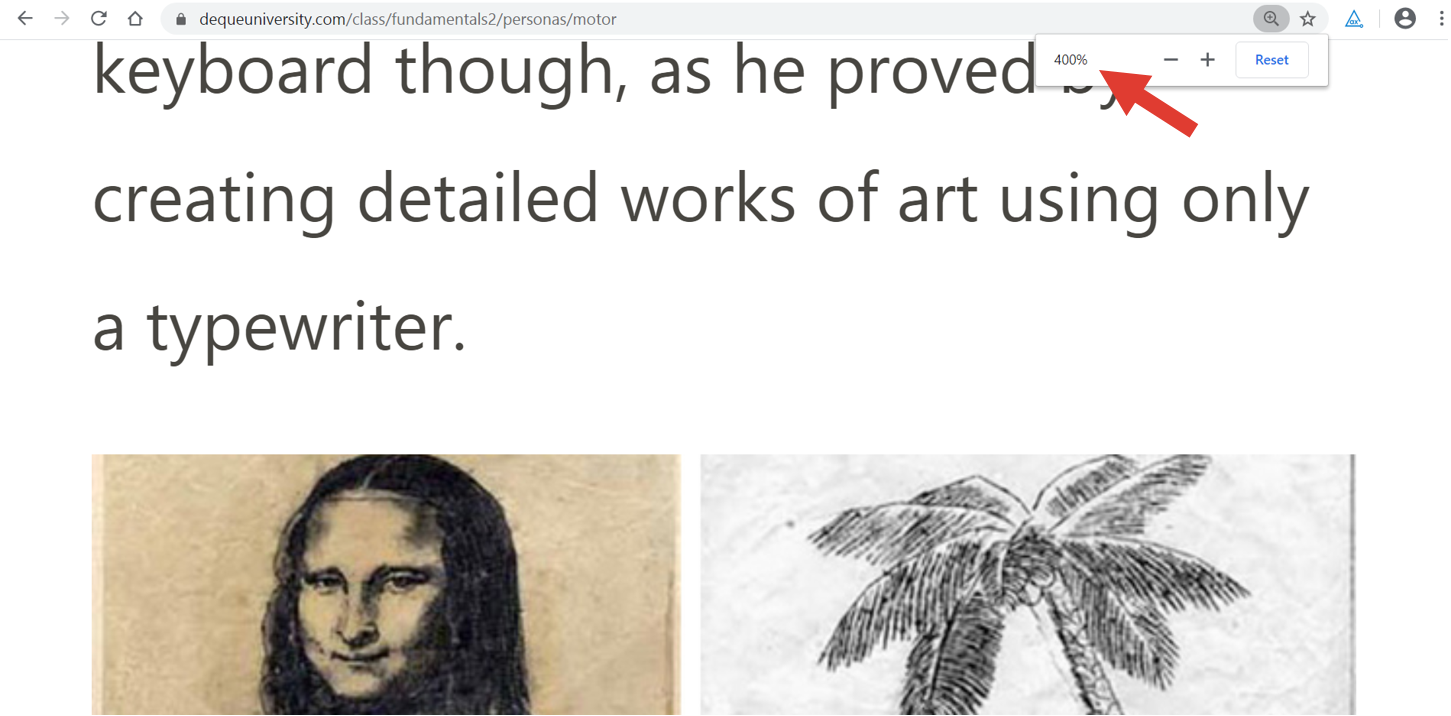 dequeuniversity.com/class/fundamentals2/personas/motor
400% − + Reset
keyboard though, as he proved by
creating detailed works of art using only
a typewriter.